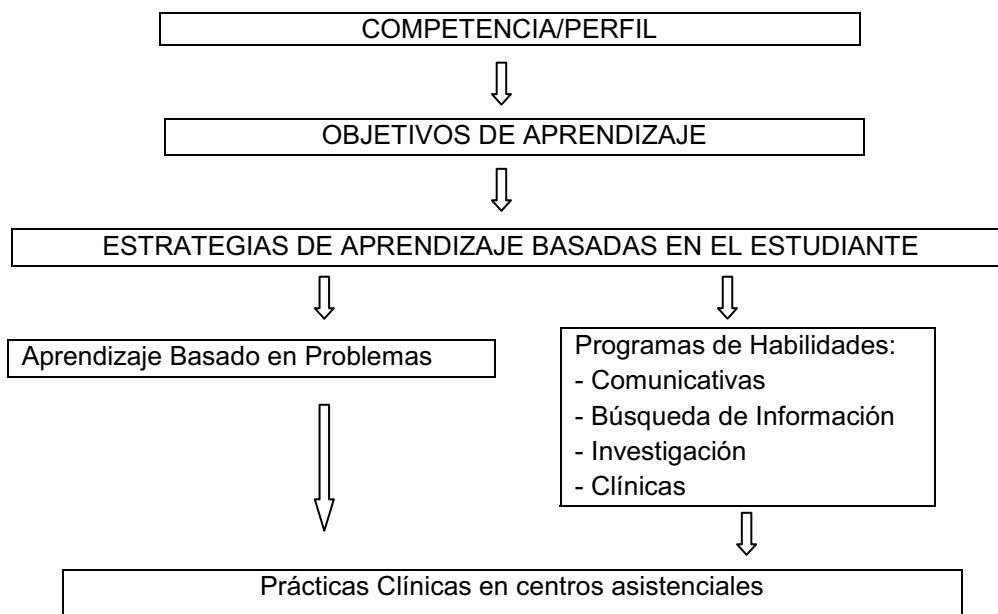 COMPETENCIA/PERFIL
OBJETIVOS DE APRENDIZAJE
ESTRATEGIAS DE APRENDIZAJE BASADAS EN EL ESTUDIANTE
Aprendizaje Basado en Problemas
Programas de Habilidades:
- Comunicativas
- Búsqueda de Información
- Investigación
- Clínicas
Prácticas Clínicas en centros asistenciales